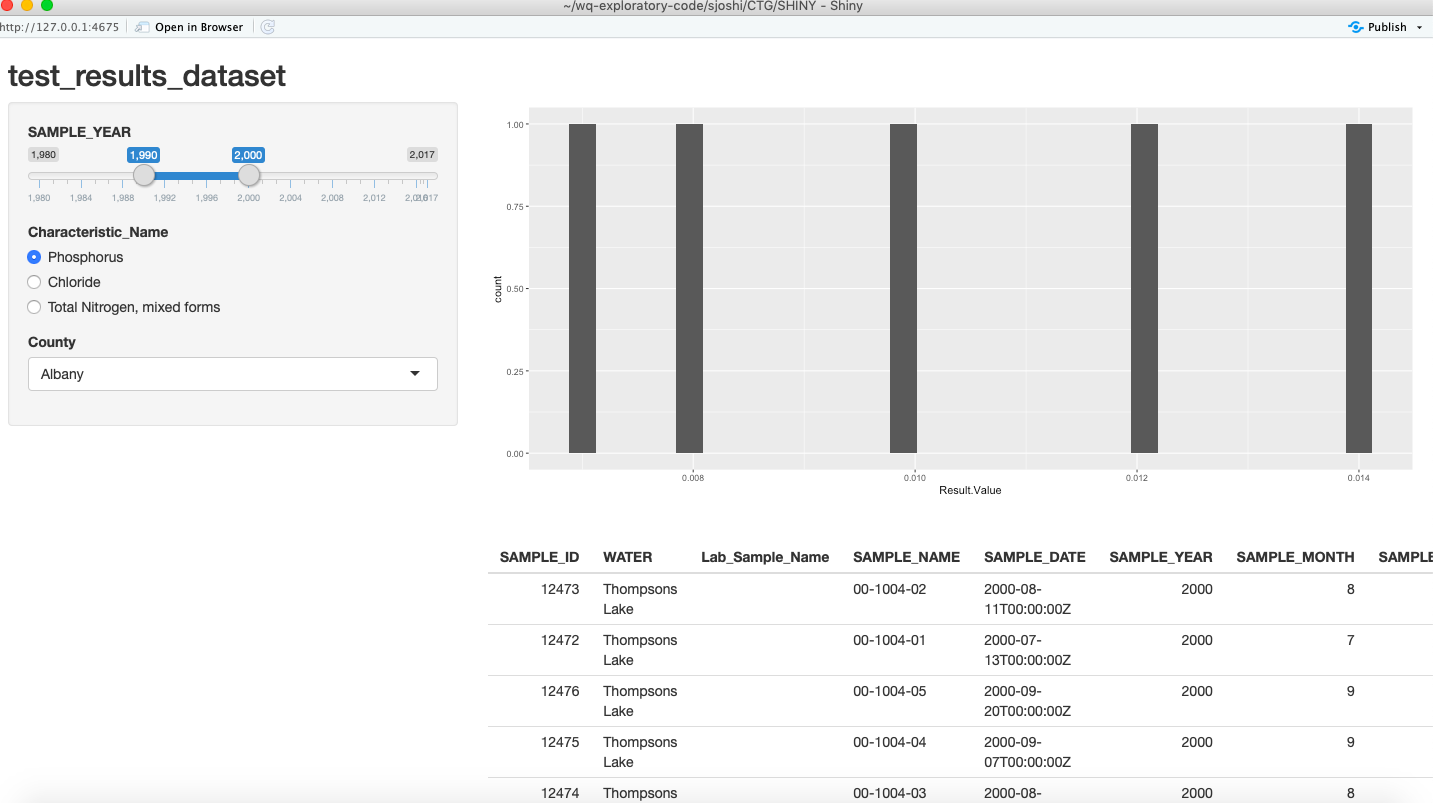 ~/wq-exploratory-code/sjoshi/CTG/SHINY - Shiny
http://127.0.0.1:4675 Open in Browser Publish
test_results_dataset
SAMPLE_YEAR
1,980 1,990 2,000 2,017
1,980 1,984 1,988 1,992 1,996 2,000 2,004 2,008 2,012 2,017
Characteristic_Name
Phosphorus
Chloride
Total Nitrogen, mixed forms
County
Albany
1.00
0.75
0.50
0.25
0.00
count
0.008 0.010 0.012 0.014
Result.Value
SAMPLE_ID WATER Lab_Sample_Name SAMPLE_NAME SAMPLE_DATE SAMPLE_YEAR SAMPLE_MONTH SAMPLE
12473 Thompsons 00-1004-02 2000-08- 2000 8
Lake 11T00:00:00Z
12472 Thompsons 00-1004-01 2000-07- 2000 7
Lake 13T00:00:00Z
12476 Thompsons 00-1004-05 2000-09- 2000 9
Lake 20T00:00:00Z
12475 Thompsons 00-1004-04 2000-09- 2000 9
Lake 07T00:00:00Z
12474 Thompsons 00-1004-03 2000-08- 2000 8